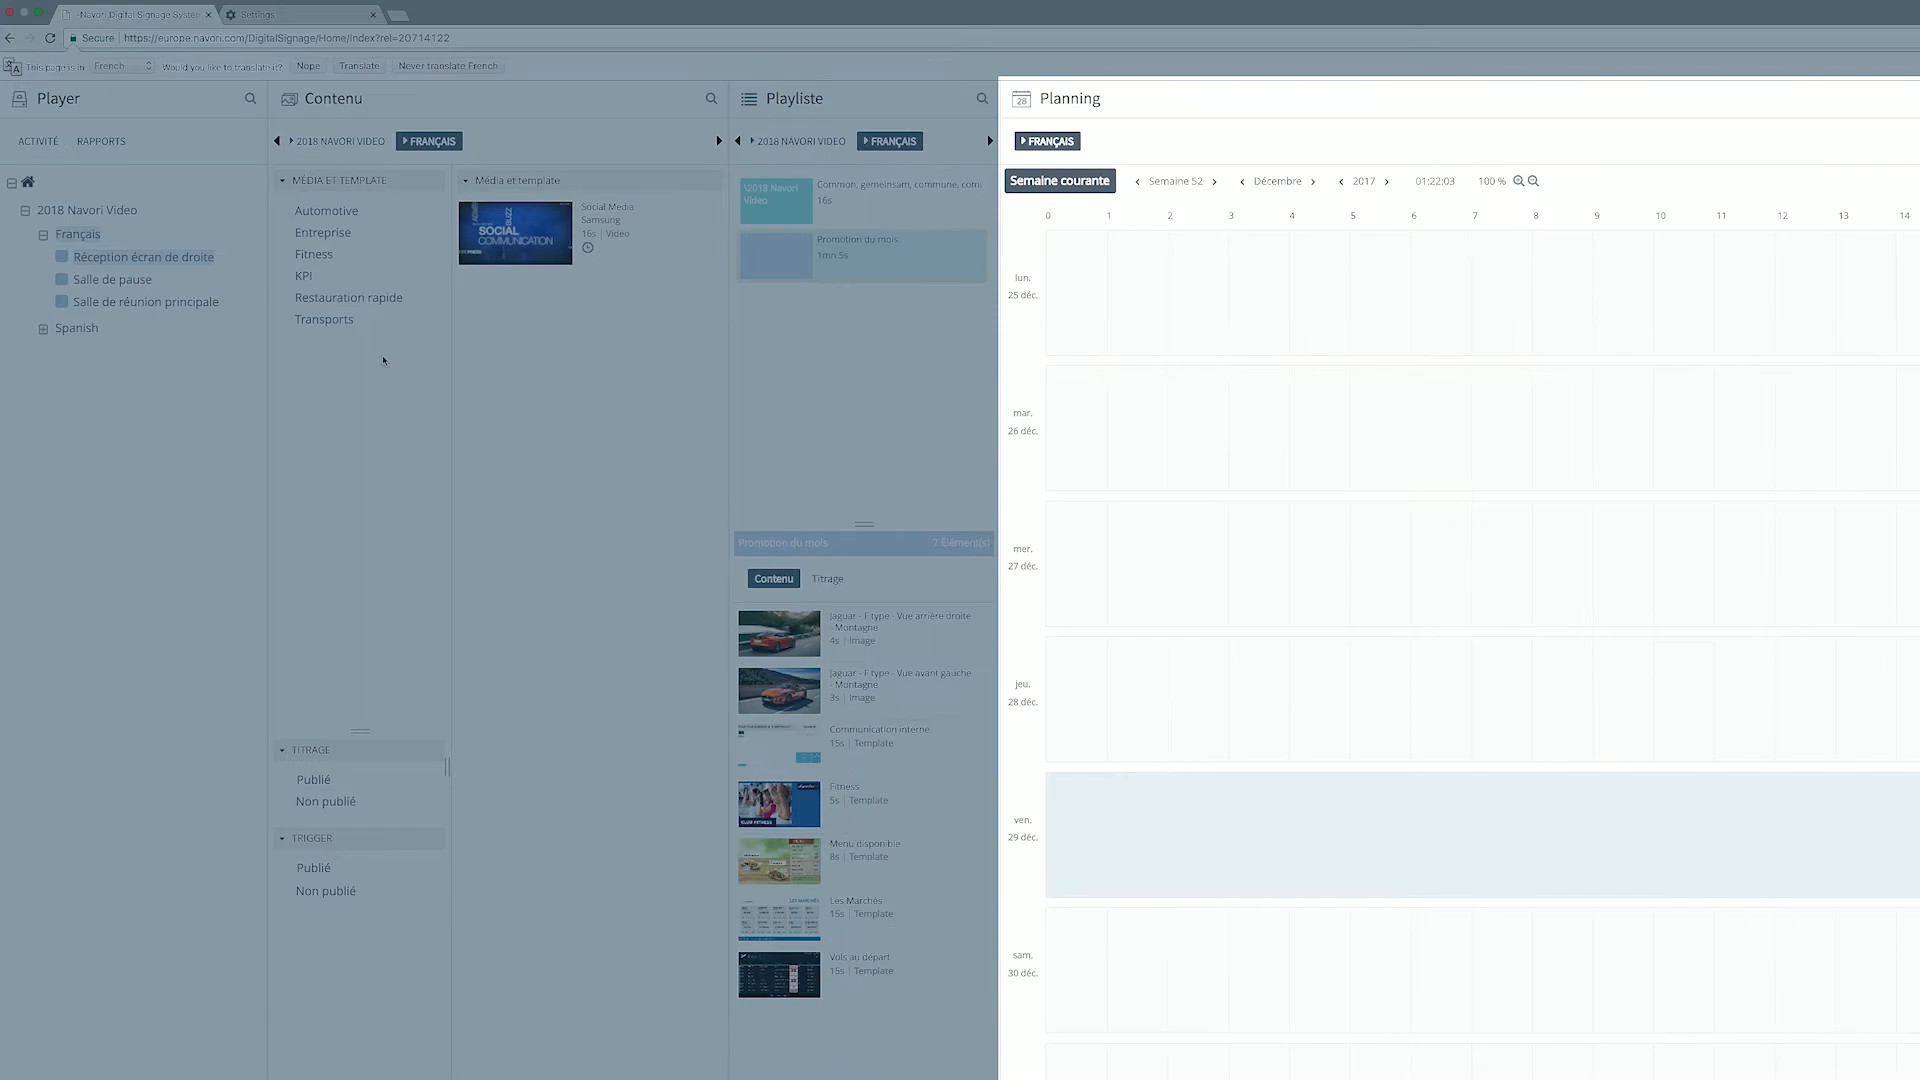 -Navori Digital Signage System
Settings
Secure
https://europe.navori.com/DigitalSignage/Home/Index?rel=20714122
This page is in
French
Would you like to translate it?
Nope
Translate
Never translate French
Player
ACTIVITÉ
RAPPORTS
2018 Navori Video
Français
Réception écran de droite
Salle de pause
Salle de réunion principale
Spanish
Contenu
2018 NAVORI VIDEO
FRANÇAIS
MÉDIA ET TEMPLATE
Automotive
Entreprise
Fitness
KPI
Restauration rapide
Transports
TITRAGE
Publié
Non publié
TRIGGER
Publié
Non publié
Média et template
BUZZ
SOCIAL
COMMUNICATION
Social Media
Samsung
16s | Video
Playliste
2018 NAVORI VIDEO
FRANÇAIS
\2018 Navori
Video
Common, gemeinsam, commune, com
16s
Promotion du mois
1mn 5s
Promotion du mois
7 Élément(s)
Contenu
Titrage
Jaguar - F type - Vue arrière droite
- Montagne
4s | Image
Jaguar - F type - Vue avant gauche
- Montagne
3s | Image
Communication interne
15s | Template
CLUB FITNESS
Fitness
5s | Template
Menu disponible
8s | Template
LES MARCHÉS
Les Marchés
15s | Template
Vols au départ
15s | Template
28
Planning
FRANÇAIS
Semaine courante
Semaine 52
Décembre
2017
01:22:03
100 %
0 1 2 3 4 5 6 7 8 9 10 11 12 13 14
lun.
25 déc.
mar.
26 déc.
mer.
27 déc.
jeu.
28 déc.
ven.
29 déc.
sam.
30 déc.